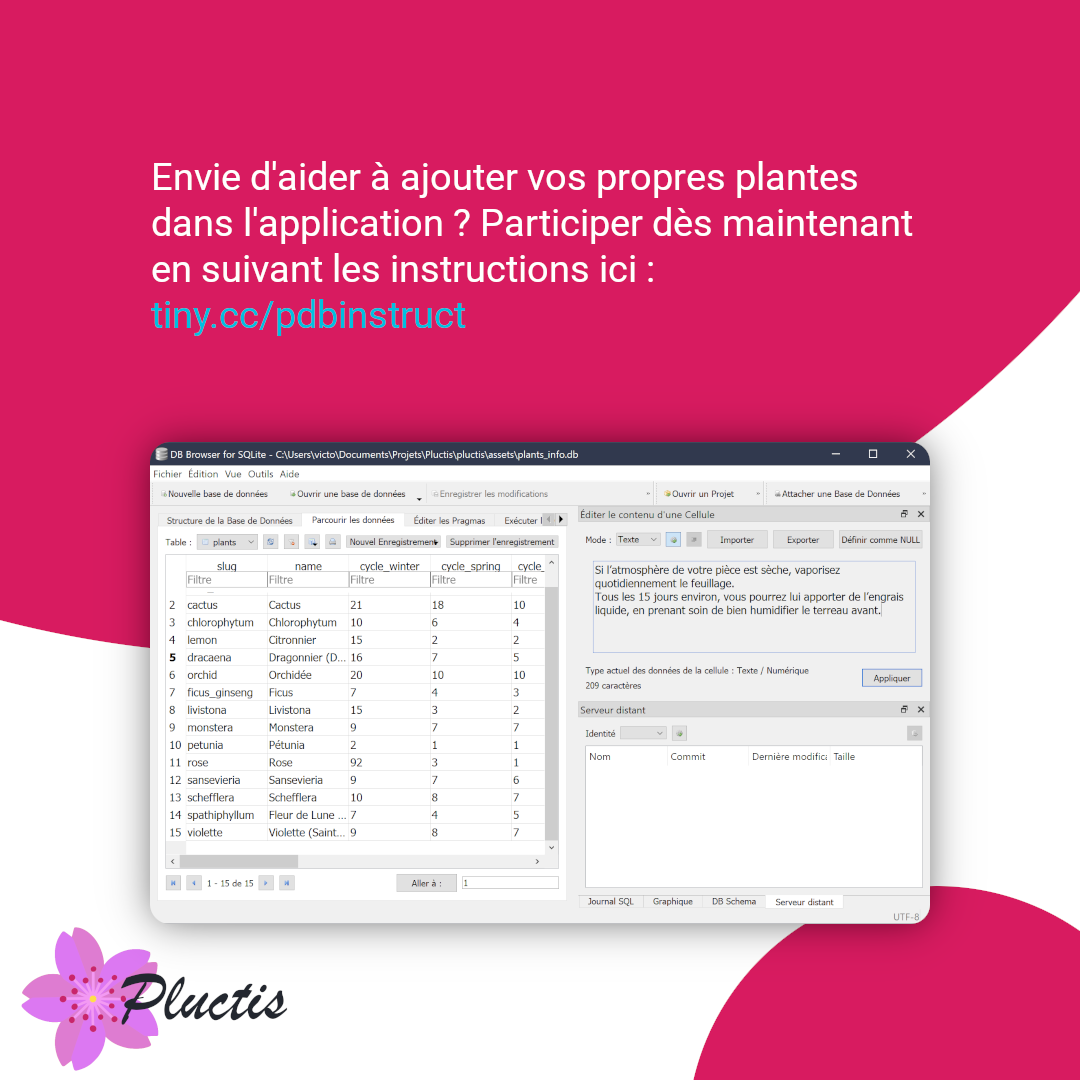 Envie d'aider à ajouter vos propres plantes
dans l'application ? Participer dès maintenant
en suivant les instructions ici :
tiny.cc/pdbinstruct
DB Browser for SQLite - C:\Users\victo\Documents\Projets\Pluctis\pluctis\assets\plants_info.db
Fichier Édition Vue Outils Aide
Nouvelle base de données Ouvrir une base de données Enregistrer les modifications » Ouvrir un Projet » Attacher une Base de Données »
Structure de la Base de Données Parcourir les données Éditer les Pragmas Exécuter
Table : plants Nouvel Enregistrement Supprimer l'enregistrement
slug name cycle_winter cycle_spring cycle_
Filtre Filtre Filtre Filtre Filtre
2 cactus Cactus 21 18 10
3 chlorophytum Chlorophytum 10 6 4
4 lemon Citronnier 15 2 2
5 dracaena Dragonnier (D... 16 7 5
6 orchid Orchidée 20 10 10
7 ficus_ginseng Ficus 7 4 3
8 livistona Livistona 15 3 2
9 monstera Monstera 9 7 7
10 petunia Pétunia 2 1 1
11 rose Rose 92 3 1
12 sansevieria Sansevieria 9 7 6
13 schefflera Schefflera 10 8 7
14 spathiphyllum Fleur de Lune ... 7 4 5
15 violette Violette (Saint... 9 8 7
1 - 15 de 15 Aller à : 1
Éditer le contenu d'une Cellule
Mode : Texte Importer Exporter Définir comme NULL
Si l'atmosphère de votre pièce est sèche, vaporisez
quotidiennement le feuillage.
Tous les 15 jours environ, vous pourrez lui apporter de l'engrais
liquide, en prenant soin de bien humidifier le terreau avant.
Type actuel des données de la cellule : Texte / Numérique
209 caractères
Appliquer
Serveur distant
Identité
Nom Commit Dernière modifica Taille
Journal SQL Graphique DB Schema Serveur distant
UTF-8
Pluctis